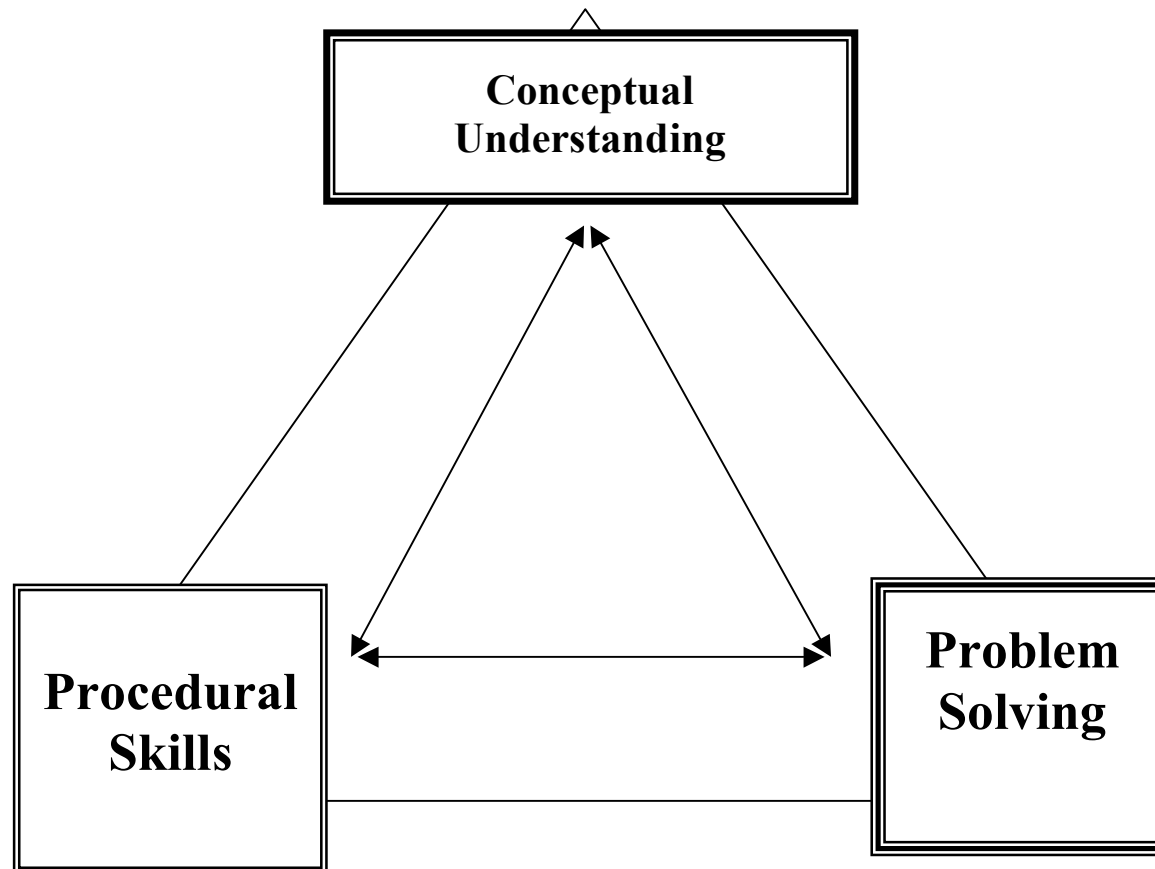 Conceptual
Understanding
Procedural
Skills
Problem
Solving